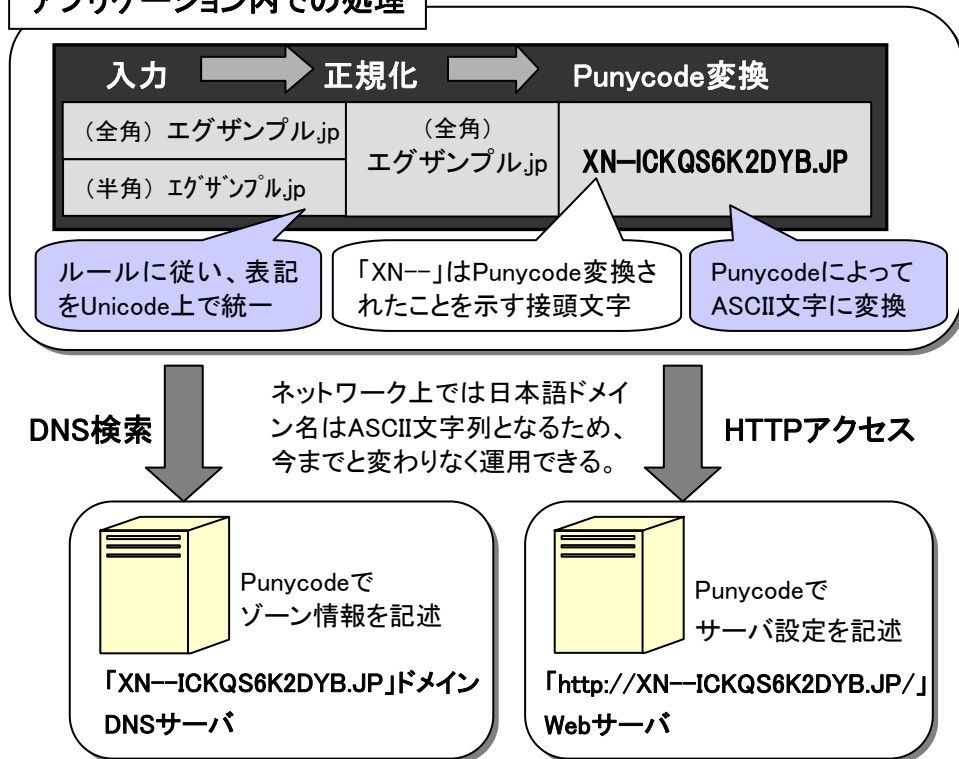 アプリケーション内での処理
入力
正規化
Punycode変換
（全角）エグザンプル.jp
（半角）ｴｸﾞｻﾞﾝﾌﾟﾙ.jp
（全角）
エグザンプル.jp
XN--ICKQS6K2DYB.JP
ルールに従い、表記
をUnicode上で統一
「XN--」はPunycode変換さ
れたことを示す接頭文字
Punycodeによって
ASCII文字に変換
DNS検索
ネットワーク上では日本語ドメイ
ン名はASCII文字列となるため、
今までと変わりなく運用できる。
HTTPアクセス
Punycodeで
ゾーン情報を記述
「XN--ICKQS6K2DYB.JP」ドメイン
DNSサーバ
Punycodeで
サーバ設定を記述
「http://XN--ICKQS6K2DYB.JP/」
Webサーバ